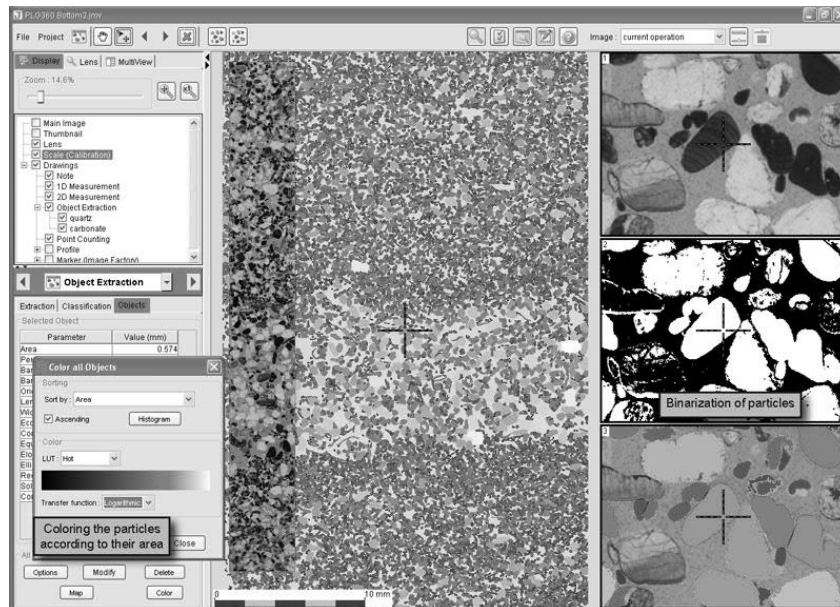 PLO360 Bottom2.jmv
File Project
Image : current operation
Display Lens MultiView
Zoom : 14.6%
Main Image
Thumbnail
Lens
Scale (Calibration)
Drawings
Note
1D Measurement
2D Measurement
Object Extraction
quartz
carbonate
Point Counting
Profile
Marker (Image Factory)
Object Extraction
Extraction Classification Objects
Selected Object
Parameter Value (mm)
Area 0.574
Color all Objects
Sorting
Sort by : Area
Ascending Histogram
Color
LUT : Hot
Transfer function : Logarithmic
Close
Coloring the particles
according to their area
All
Options Modify Delete
Map Color
0 10 mm
1
2
Binarization of particles
3